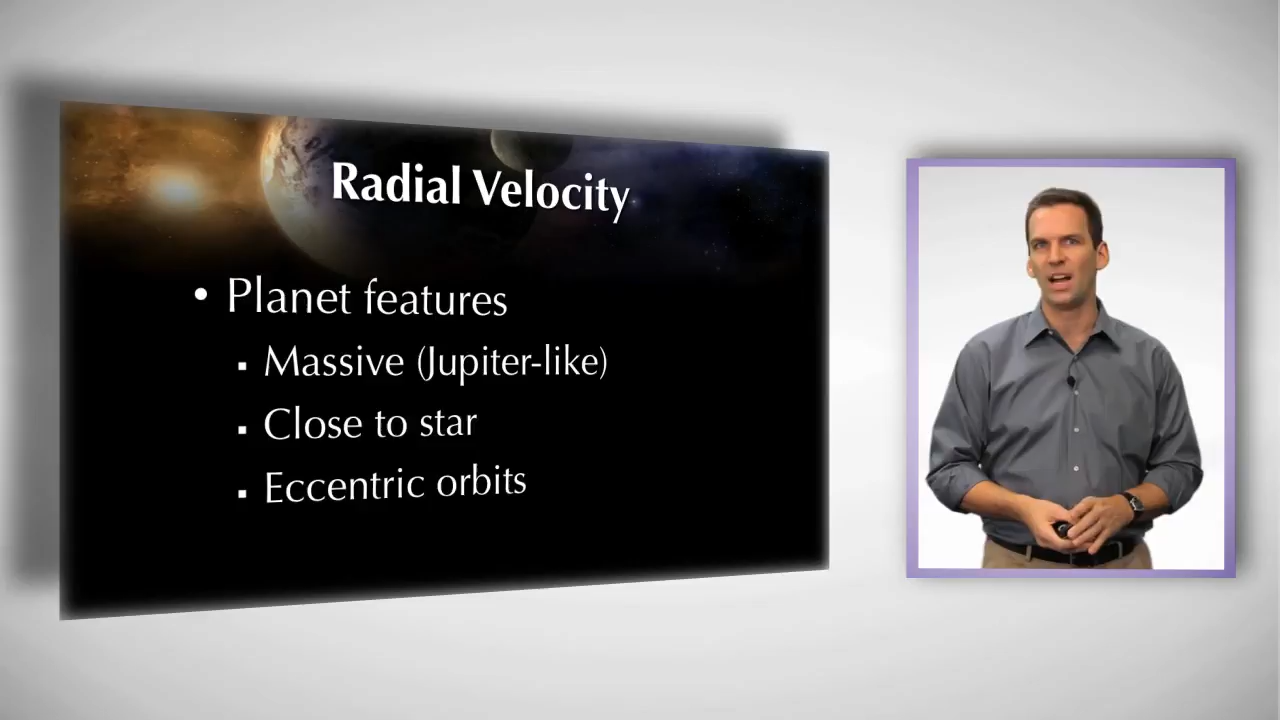 Radial Velocity
• Planet features
▪ Massive (Jupiter-like)
▪ Close to star
▪ Eccentric orbits